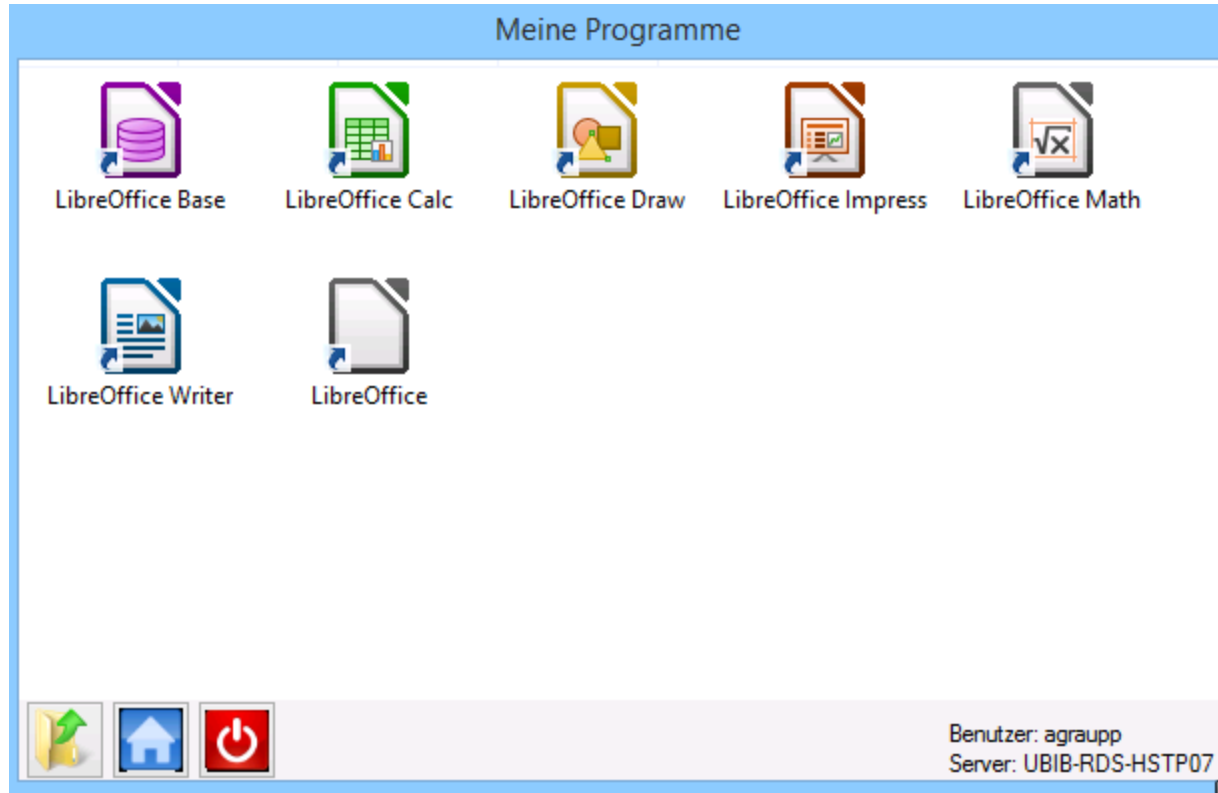 Meine Programme
LibreOffice Base
LibreOffice Calc
LibreOffice Draw
LibreOffice Impress
LibreOffice Math
LibreOffice Writer
LibreOffice
Benutzer: agraupp
Server: UBIB-RDS-HSTP07